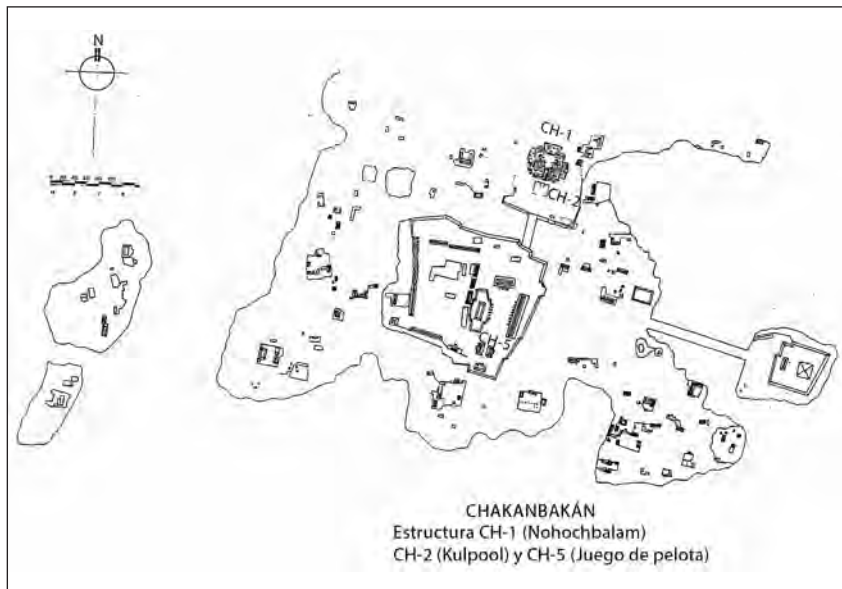 N
CH-1
CH-2
CH-5
CHAKANBAKÁN
Estructura CH-1 (Nohochbalam)
CH-2 (Kulpool) y CH-5 (Juego de pelota)